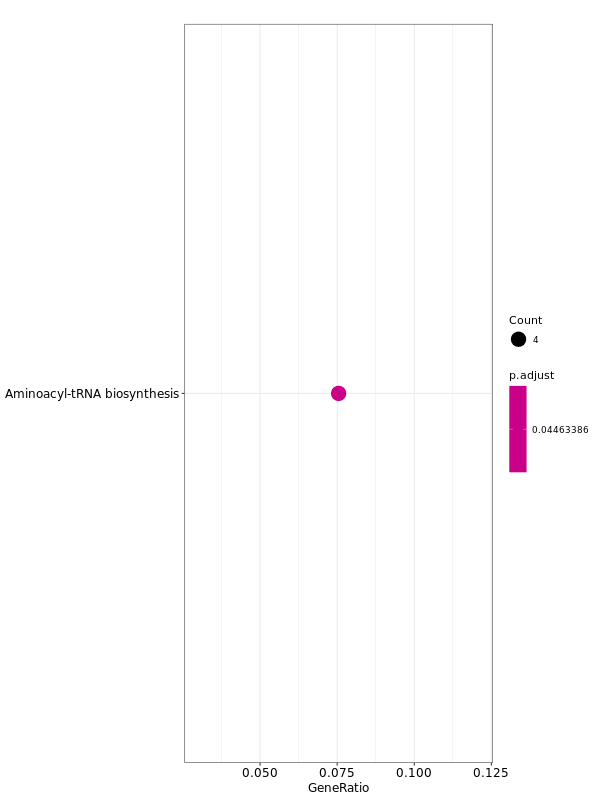 Count
4
p.adjust
0.04463386
Aminoacyl-tRNA biosynthesis
0.050 0.075 0.100 0.125
GeneRatio